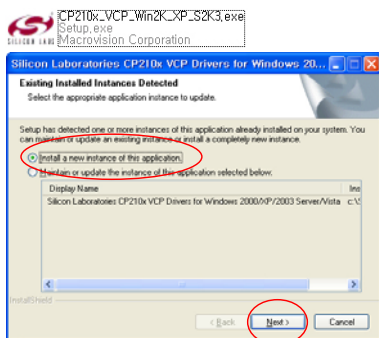 CP210x_VCP_Win2K_XP_S2K3.exe
Setup.exe
Macrovision Corporation
SILICON LABS
Silicon Laboratories CP210x VCP Drivers for Windows 20...
Existing Installed Instances Detected
Select the appropriate application instance to update.
Setup has detected one or more instances of this application already installed on your system. You
can maintain or update an existing instance or install a completely new instance.
Install a new instance of this application.
Maintain or update the instance of this application selected below.
Display Name Ins
Silicon Laboratories CP210x VCP Drivers for Windows 2000/XP/2003 Server/Vista c:\S
InstallShield
< Back Next > Cancel